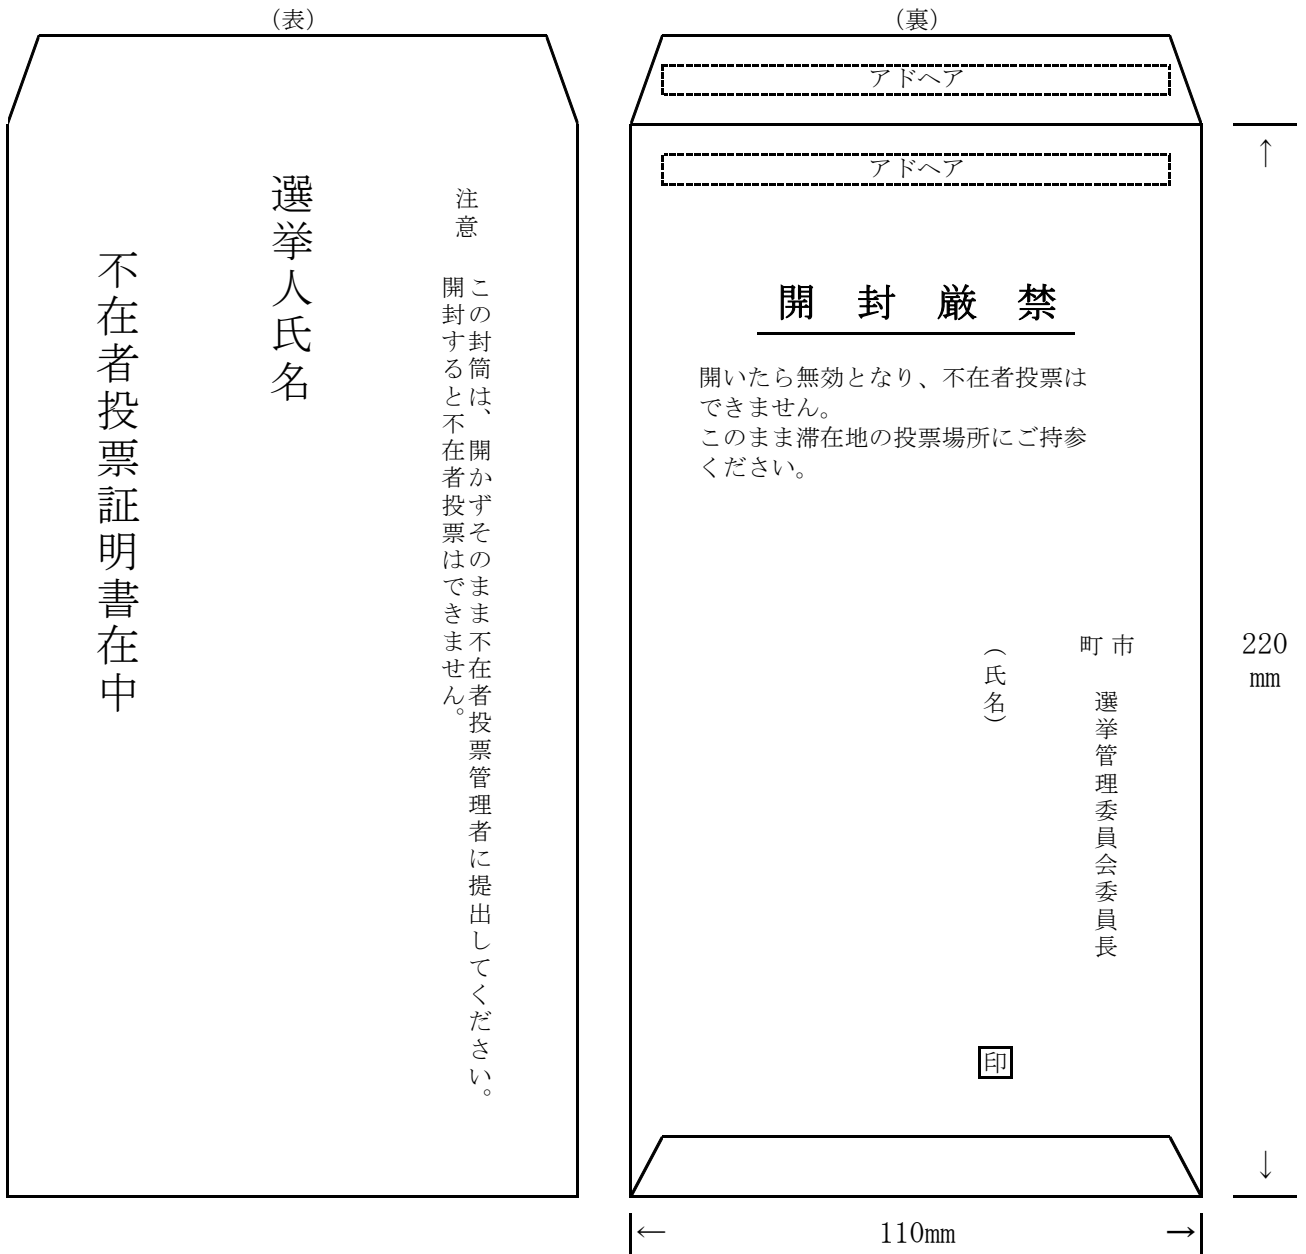 （表）
注意
この封筒は、開かずそのまま不在者投票管理者に提出してください。
開封すると不在者投票はできません。
選挙人氏名
不在者投票証明書在中
（裏）
アドヘア
アドヘア
開封厳禁
開いたら無効となり、不在者投票は
できません。
このまま滞在地の投票場所にご持参
ください。
町市
選挙管理委員会委員長
（氏名）
印
↑
220
mm
↓
← 110mm →